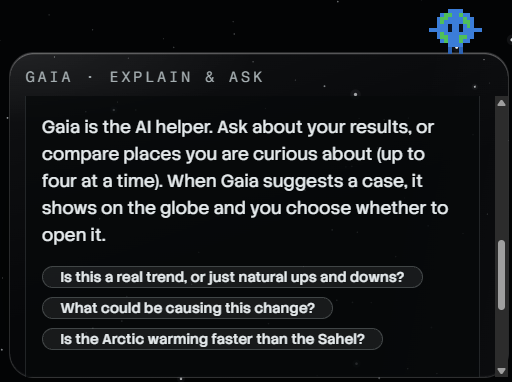 GAIA · EXPLAIN & ASK
Gaia is the AI helper. Ask about your results, or
compare places you are curious about (up to
four at a time). When Gaia suggests a case, it
shows on the globe and you choose whether to
open it.
Is this a real trend, or just natural ups and downs?
What could be causing this change?
Is the Arctic warming faster than the Sahel?